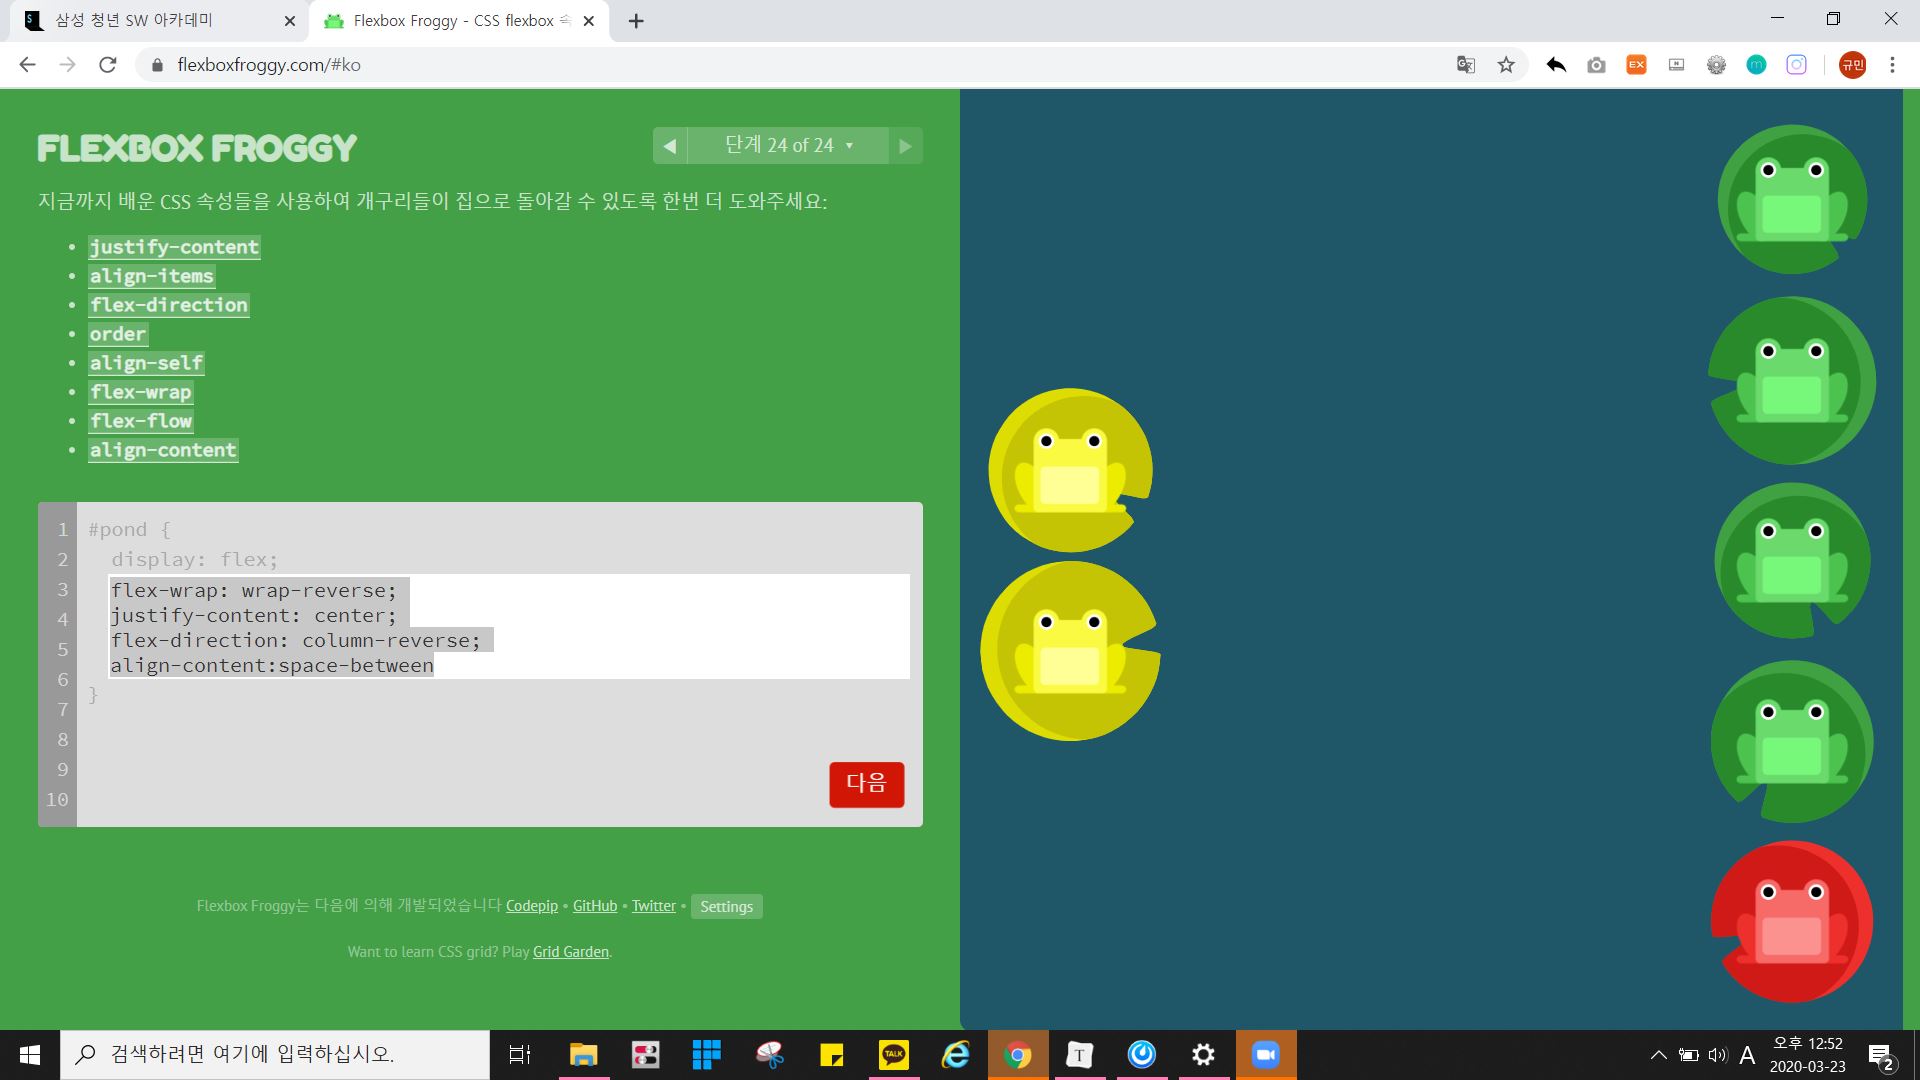 삼성 청년 SW 아카데미
Flexbox Froggy - CSS flexbox 속
flexboxfroggy.com/#ko
EX
m
규민
FLEXBOX FROGGY
단계 24 of 24
지금까지 배운 CSS 속성들을 사용하여 개구리들이 집으로 돌아갈 수 있도록 한번 더 도와주세요:
justify-content
align-items
flex-direction
order
align-self
flex-wrap
flex-flow
align-content
1 #pond {
2 display: flex;
3 flex-wrap: wrap-reverse;
4 justify-content: center;
5 flex-direction: column-reverse;
6 align-content:space-between
7 }
8
9
10
다음
Flexbox Froggy는 다음에 의해 개발되었습니다 Codepip • GitHub • Twitter • Settings
Want to learn CSS grid? Play Grid Garden.
검색하려면 여기에 입력하십시오.
TALK
T
A
오후 12:52
2020-03-23
2